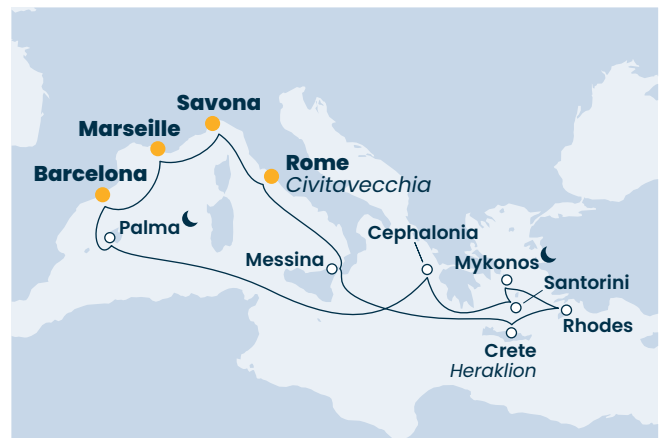 Savona
Marseille
Barcelona
Rome
Civitavecchia
Palma
Cephalonia
Messina
Mykonos
Santorini
Rhodes
Crete
Heraklion